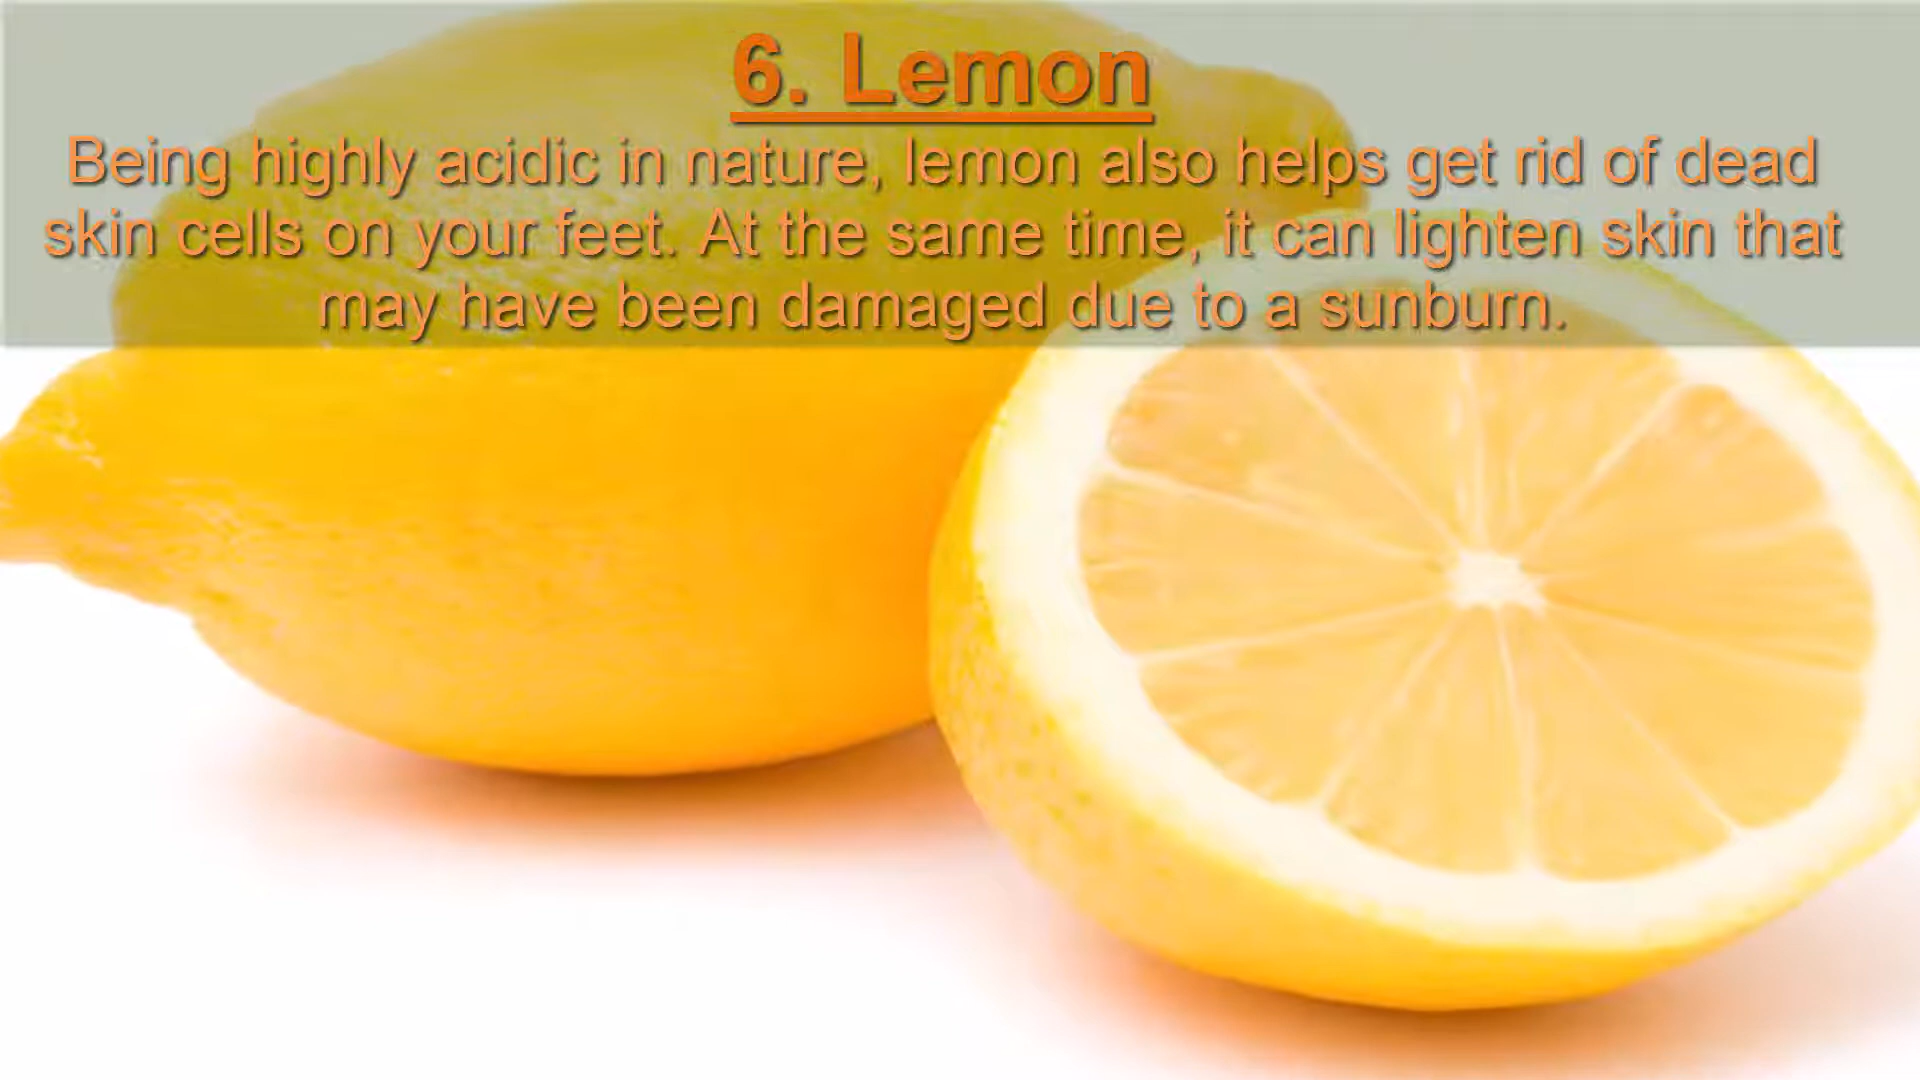 6. Lemon
Being highly acidic in nature, lemon also helps get rid of dead
skin cells on your feet. At the same time, it can lighten skin that
may have been damaged due to a sunburn.